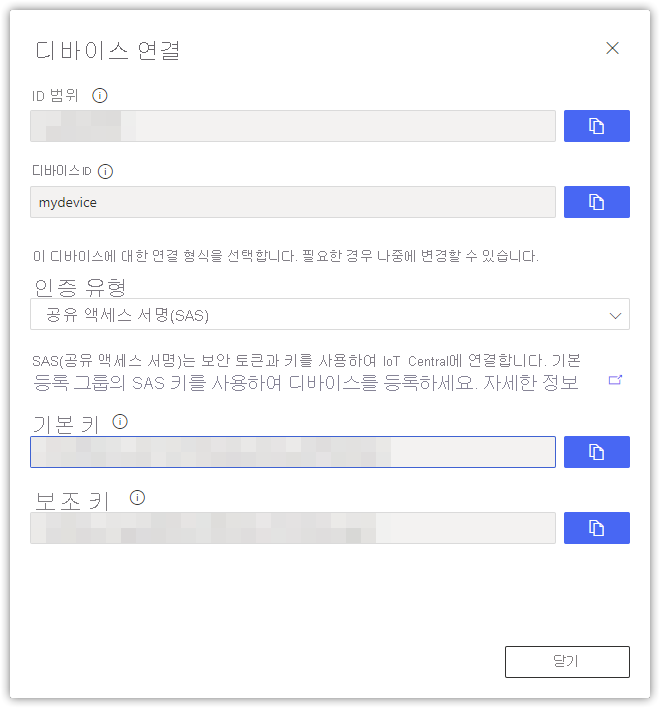 디바이스 연결
ID 범위
디바이스 ID
mydevice
이 디바이스에 대한 연결 형식을 선택합니다. 필요한 경우 나중에 변경할 수 있습니다.
인증 유형
공유 액세스 서명(SAS)
SAS(공유 액세스 서명)는 보안 토큰과 키를 사용하여 IoT Central에 연결합니다. 기본
등록 그룹의 SAS 키를 사용하여 디바이스를 등록하세요. 자세한 정보
기본 키
보조 키
닫기